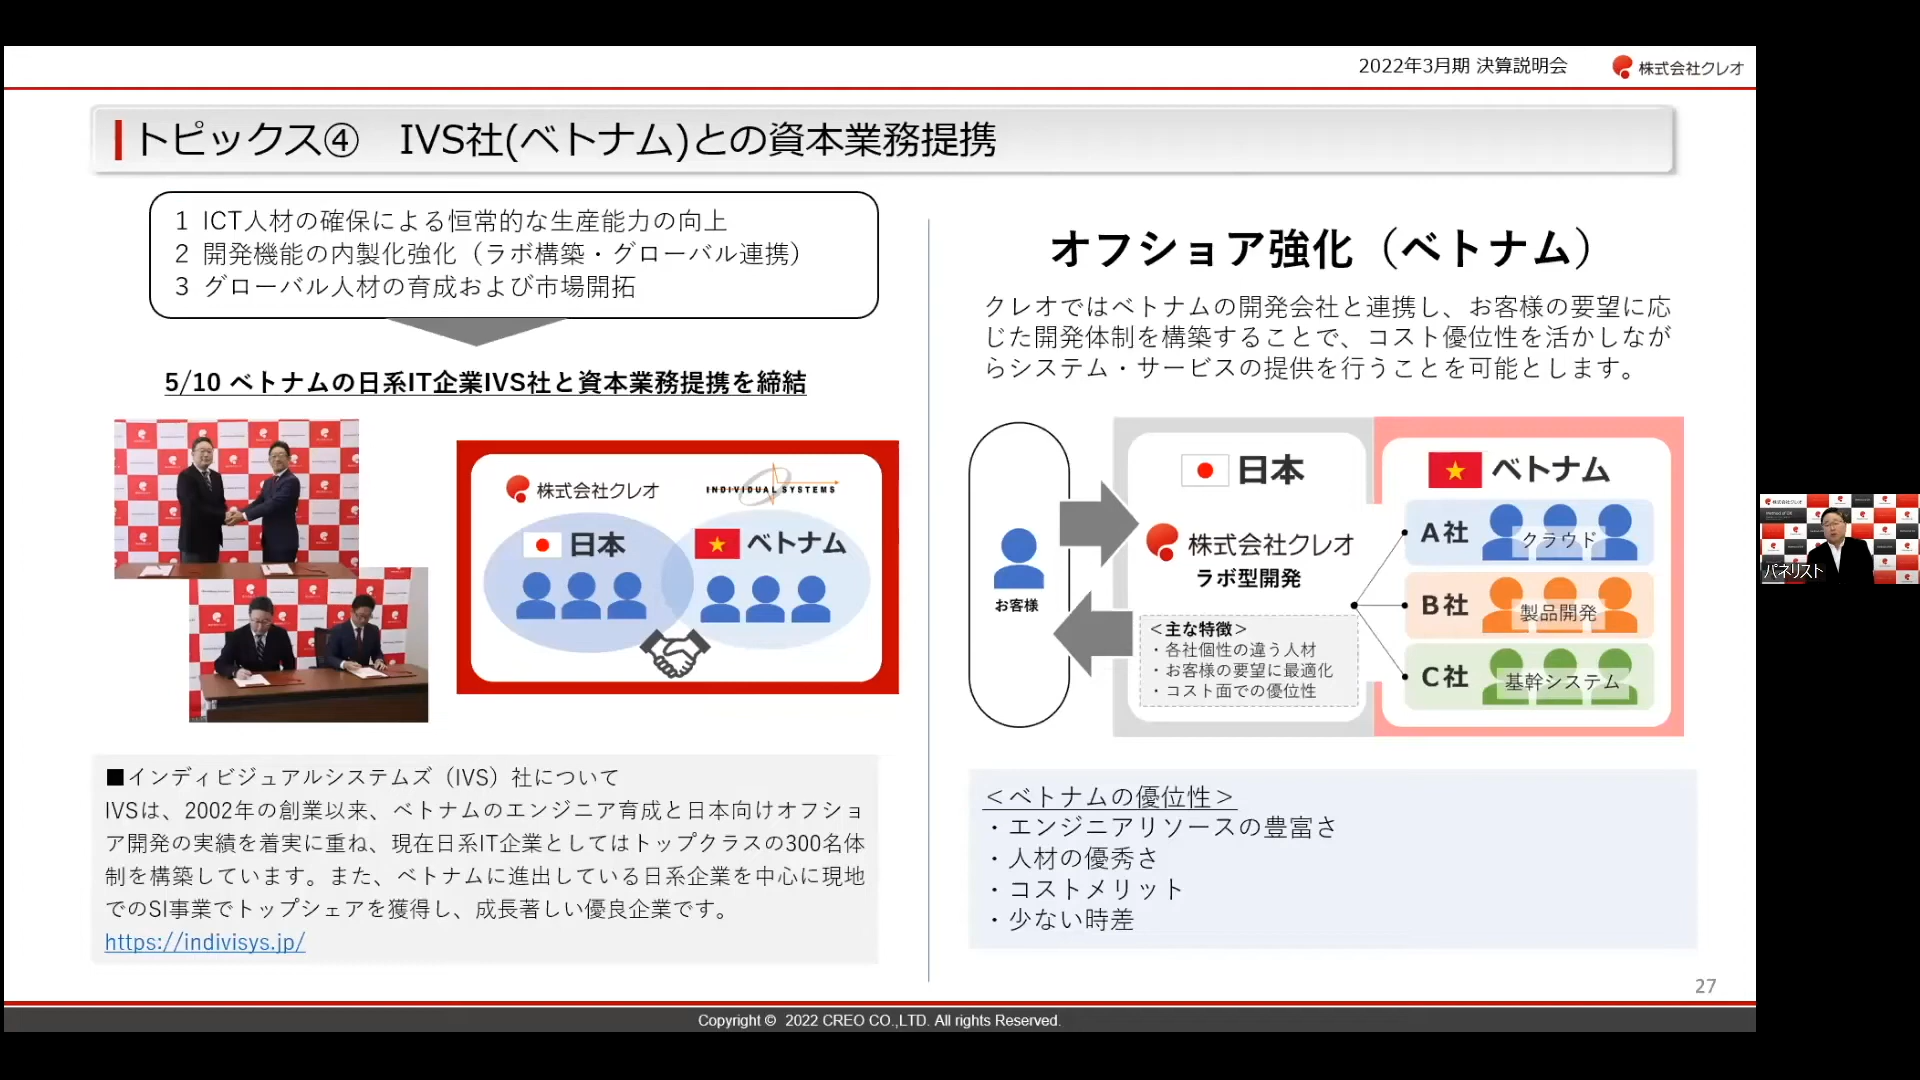 2022年3月期 決算説明会
株式会社クレオ
トピックス④ IVS社(ベトナム)との資本業務提携
1 ICT人材の確保による恒常的な生産能力の向上
2 開発機能の内製化強化（ラボ構築・グローバル連携）
3 グローバル人材の育成および市場開拓
5/10 ベトナムの日系IT企業IVS社と資本業務提携を締結
株式会社クレオ
INDIVIDUAL SYSTEMS
日本
ベトナム
■インディビジュアルシステムズ（IVS）社について
IVSは、2002年の創業以来、ベトナムのエンジニア育成と日本向けオフショ
ア開発の実績を着実に重ね、現在日系IT企業としてはトップクラスの300名体
制を構築しています。また、ベトナムに進出している日系企業を中心に現地
でのSI事業でトップシェアを獲得し、成長著しい優良企業です。
https://indivisys.jp/
オフショア強化（ベトナム）
クレオではベトナムの開発会社と連携し、お客様の要望に応
じた開発体制を構築することで、コスト優位性を活かしなが
らシステム・サービスの提供を行うことを可能とします。
お客様
日本
株式会社クレオ
ラボ型開発
＜主な特徴＞
・各社個性の違う人材
・お客様の要望に最適化
・コスト面での優位性
ベトナム
A社
クラウド
B社
製品開発
C社
基幹システム
＜ベトナムの優位性＞
・エンジニアリソースの豊富さ
・人材の優秀さ
・コストメリット
・少ない時差
27
Copyright © 2022 CREO CO.,LTD. All rights Reserved.
株式会社クレオ
パネリスト